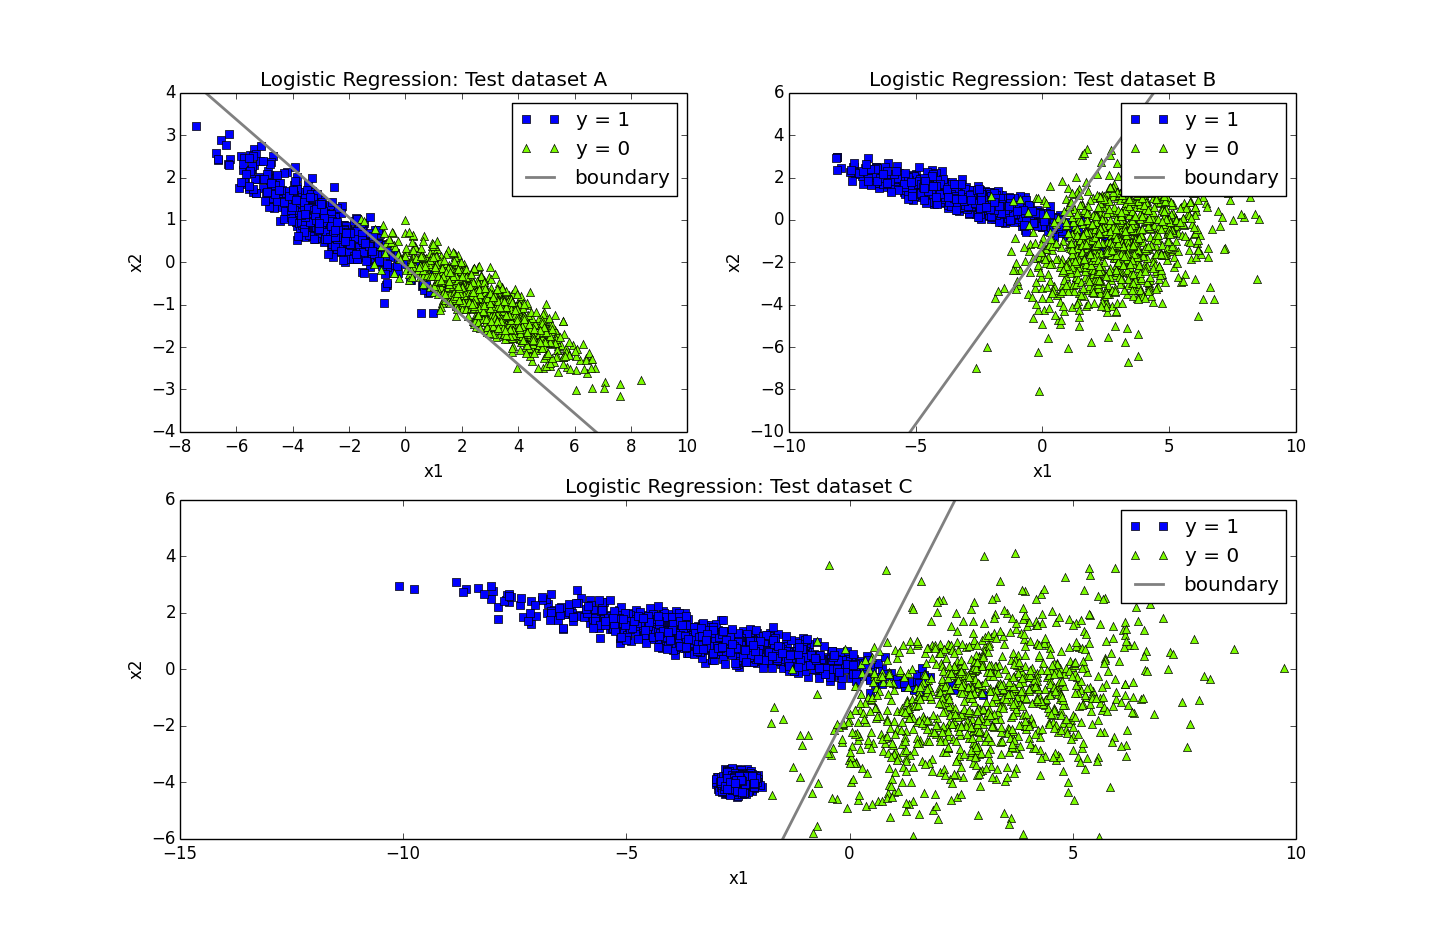 Logistic Regression: Test dataset A
4
3
2
1
0
−1
−2
−3
−4
x2
−8 −6 −4 −2 0 2 4 6 8 10
x1
y = 1
y = 0
boundary
Logistic Regression: Test dataset B
6
4
2
0
−2
−4
−6
−8
−10
x2
−10 −5 0 5 10
x1
y = 1
y = 0
boundary
Logistic Regression: Test dataset C
6
4
2
0
−2
−4
−6
x2
−15 −10 −5 0 5 10
x1
y = 1
y = 0
boundary